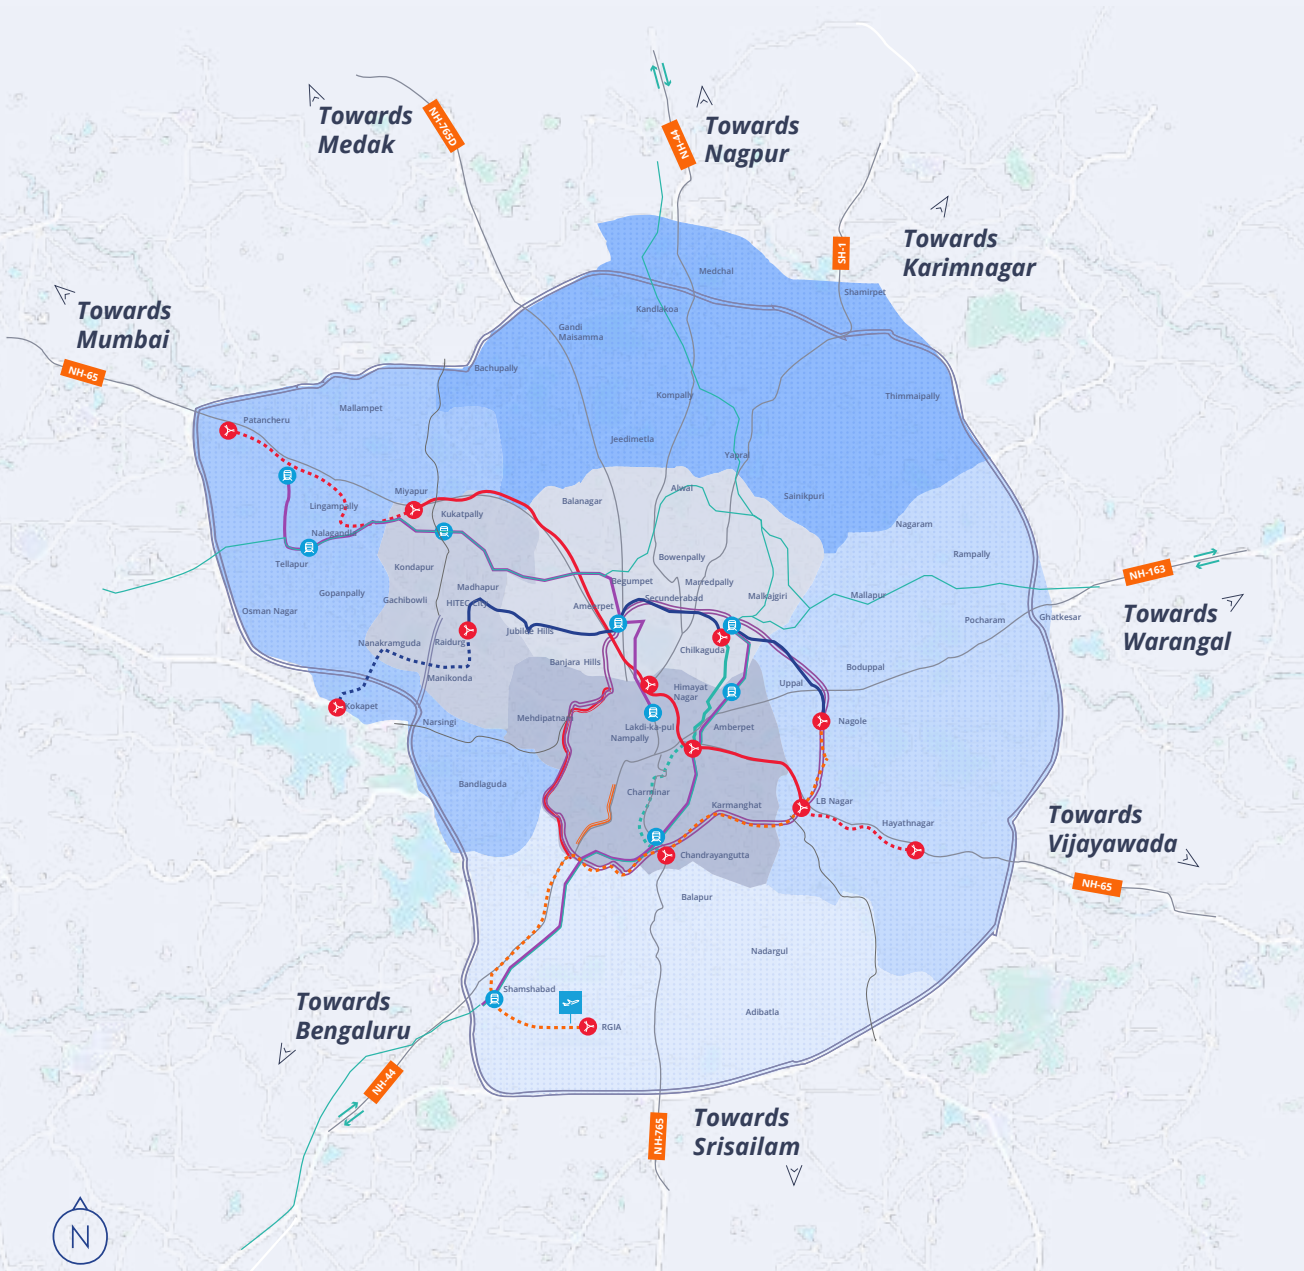 Towards
Medak
NH-765D
Towards
Nagpur
NH-44
Towards
Karimnagar
SH-1
Towards
Mumbai
NH-65
Medchal
Shamirpet
Kandlakoa
Gandi
Maisamma
Bachupally
Kompally
Thimmaipally
Mallampet
Patancheru
Jeedimetla
Yapral
Miyapur
Balanagar
Alwal
Sainikpuri
Lingampally
Kukatpally
Nagaram
Nalagandla
Tellapur
Bowenpally
Rampally
Kondapur
NH-163
Begumpet
Marredpally
Madhapur
Gopanpally
Gachibowli
HITEC City
Ameerpet
Secunderabad
Malkajgiri
Mallapur
Osman Nagar
Towards
Warangal
Pocharam
Ghatkesar
Jubilee Hills
Nanakramguda
Raidurg
Chilkaguda
Banjara Hills
Boduppal
Manikonda
Himayat
Nagar
Uppal
Kokapet
Narsingi
Mehdipatnam
Lakdi-ka-pul
Nampally
Amberpet
Nagole
Bandlaguda
Charminar
Karmanghat
LB Nagar
Hayathnagar
Towards
Vijayawada
NH-65
Chandrayangutta
Balapur
Nadargul
Shamshabad
Adibatla
RGIA
Towards
Bengaluru
NH-44
NH-765
Towards
Srisailam
N